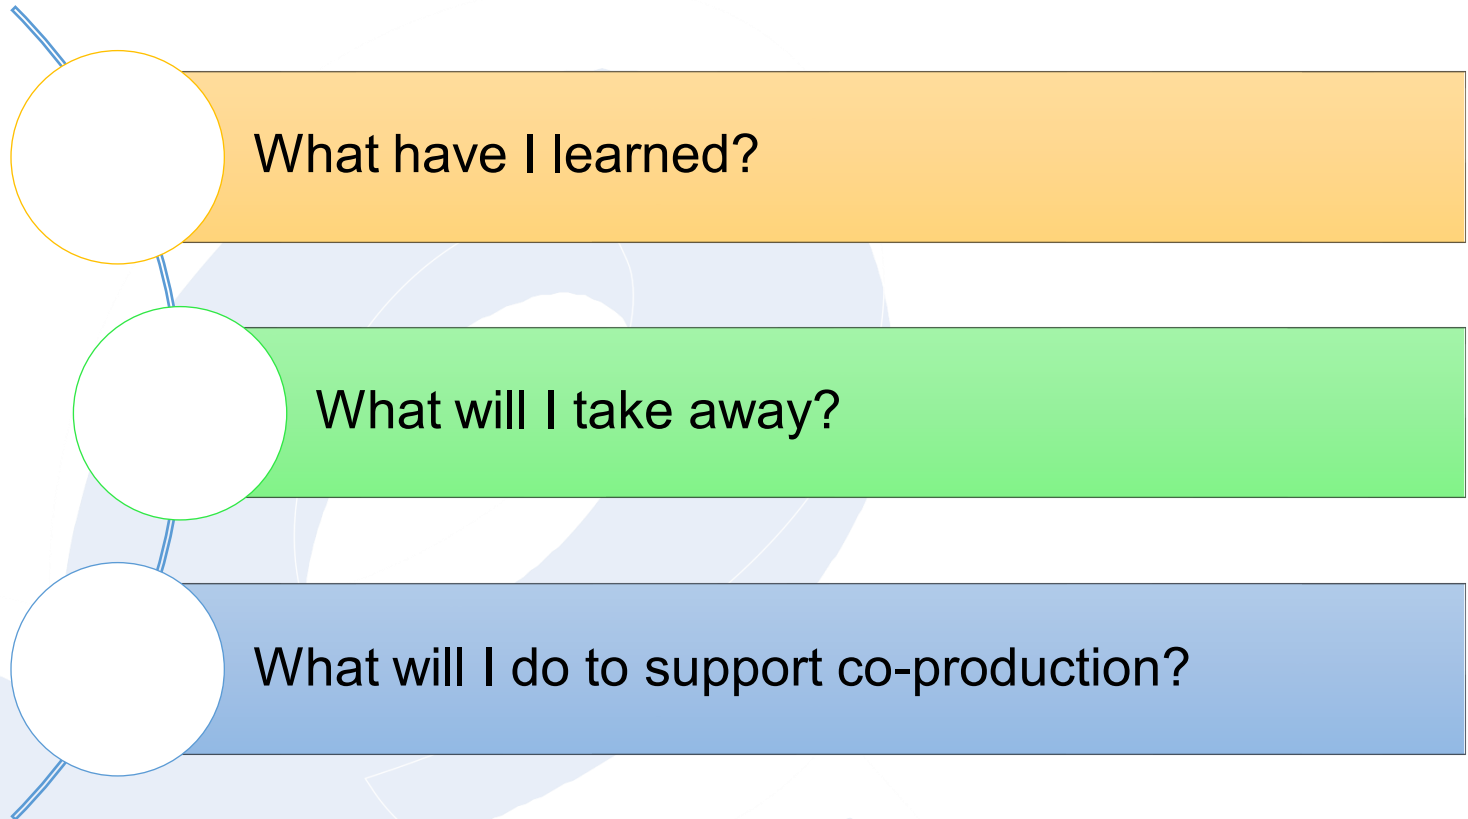 What have I learned?
What will I take away?
What will I do to support co-production?